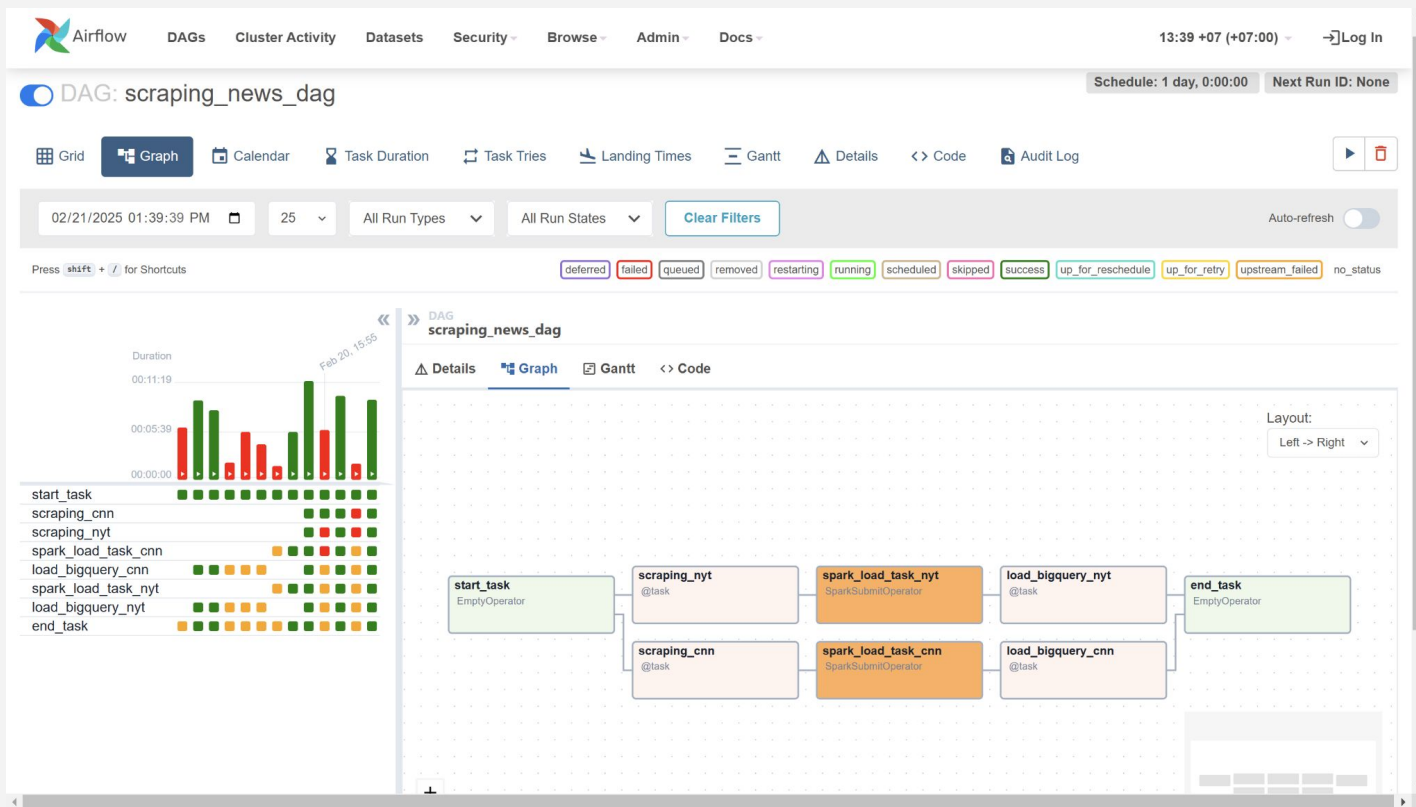 Airflow DAGs Cluster Activity Datasets Security Browse Admin Docs 13:39 +07 (+07:00) Log In
DAG: scraping_news_dag
Schedule: 1 day, 0:00:00 Next Run ID: None
Grid Graph Calendar Task Duration Task Tries Landing Times Gantt Details <> Code Audit Log
02/21/2025 01:39:39 PM 25 All Run Types All Run States Clear Filters Auto-refresh
Press shift + / for Shortcuts
deferred failed queued removed restarting running scheduled skipped success up_for_reschedule up_for_retry upstream_failed no_status
Duration
Feb 20, 15:55
00:11:19
00:05:39
00:00:00
start_task
scraping_cnn
scraping_nyt
spark_load_task_cnn
load_bigquery_cnn
spark_load_task_nyt
load_bigquery_nyt
end_task
DAG
scraping_news_dag
Details Graph Gantt <> Code
Layout:
Left -> Right
start_task
EmptyOperator
scraping_nyt
@task
spark_load_task_nyt
SparkSubmitOperator
load_bigquery_nyt
@task
end_task
EmptyOperator
scraping_cnn
@task
spark_load_task_cnn
SparkSubmitOperator
load_bigquery_cnn
@task
+